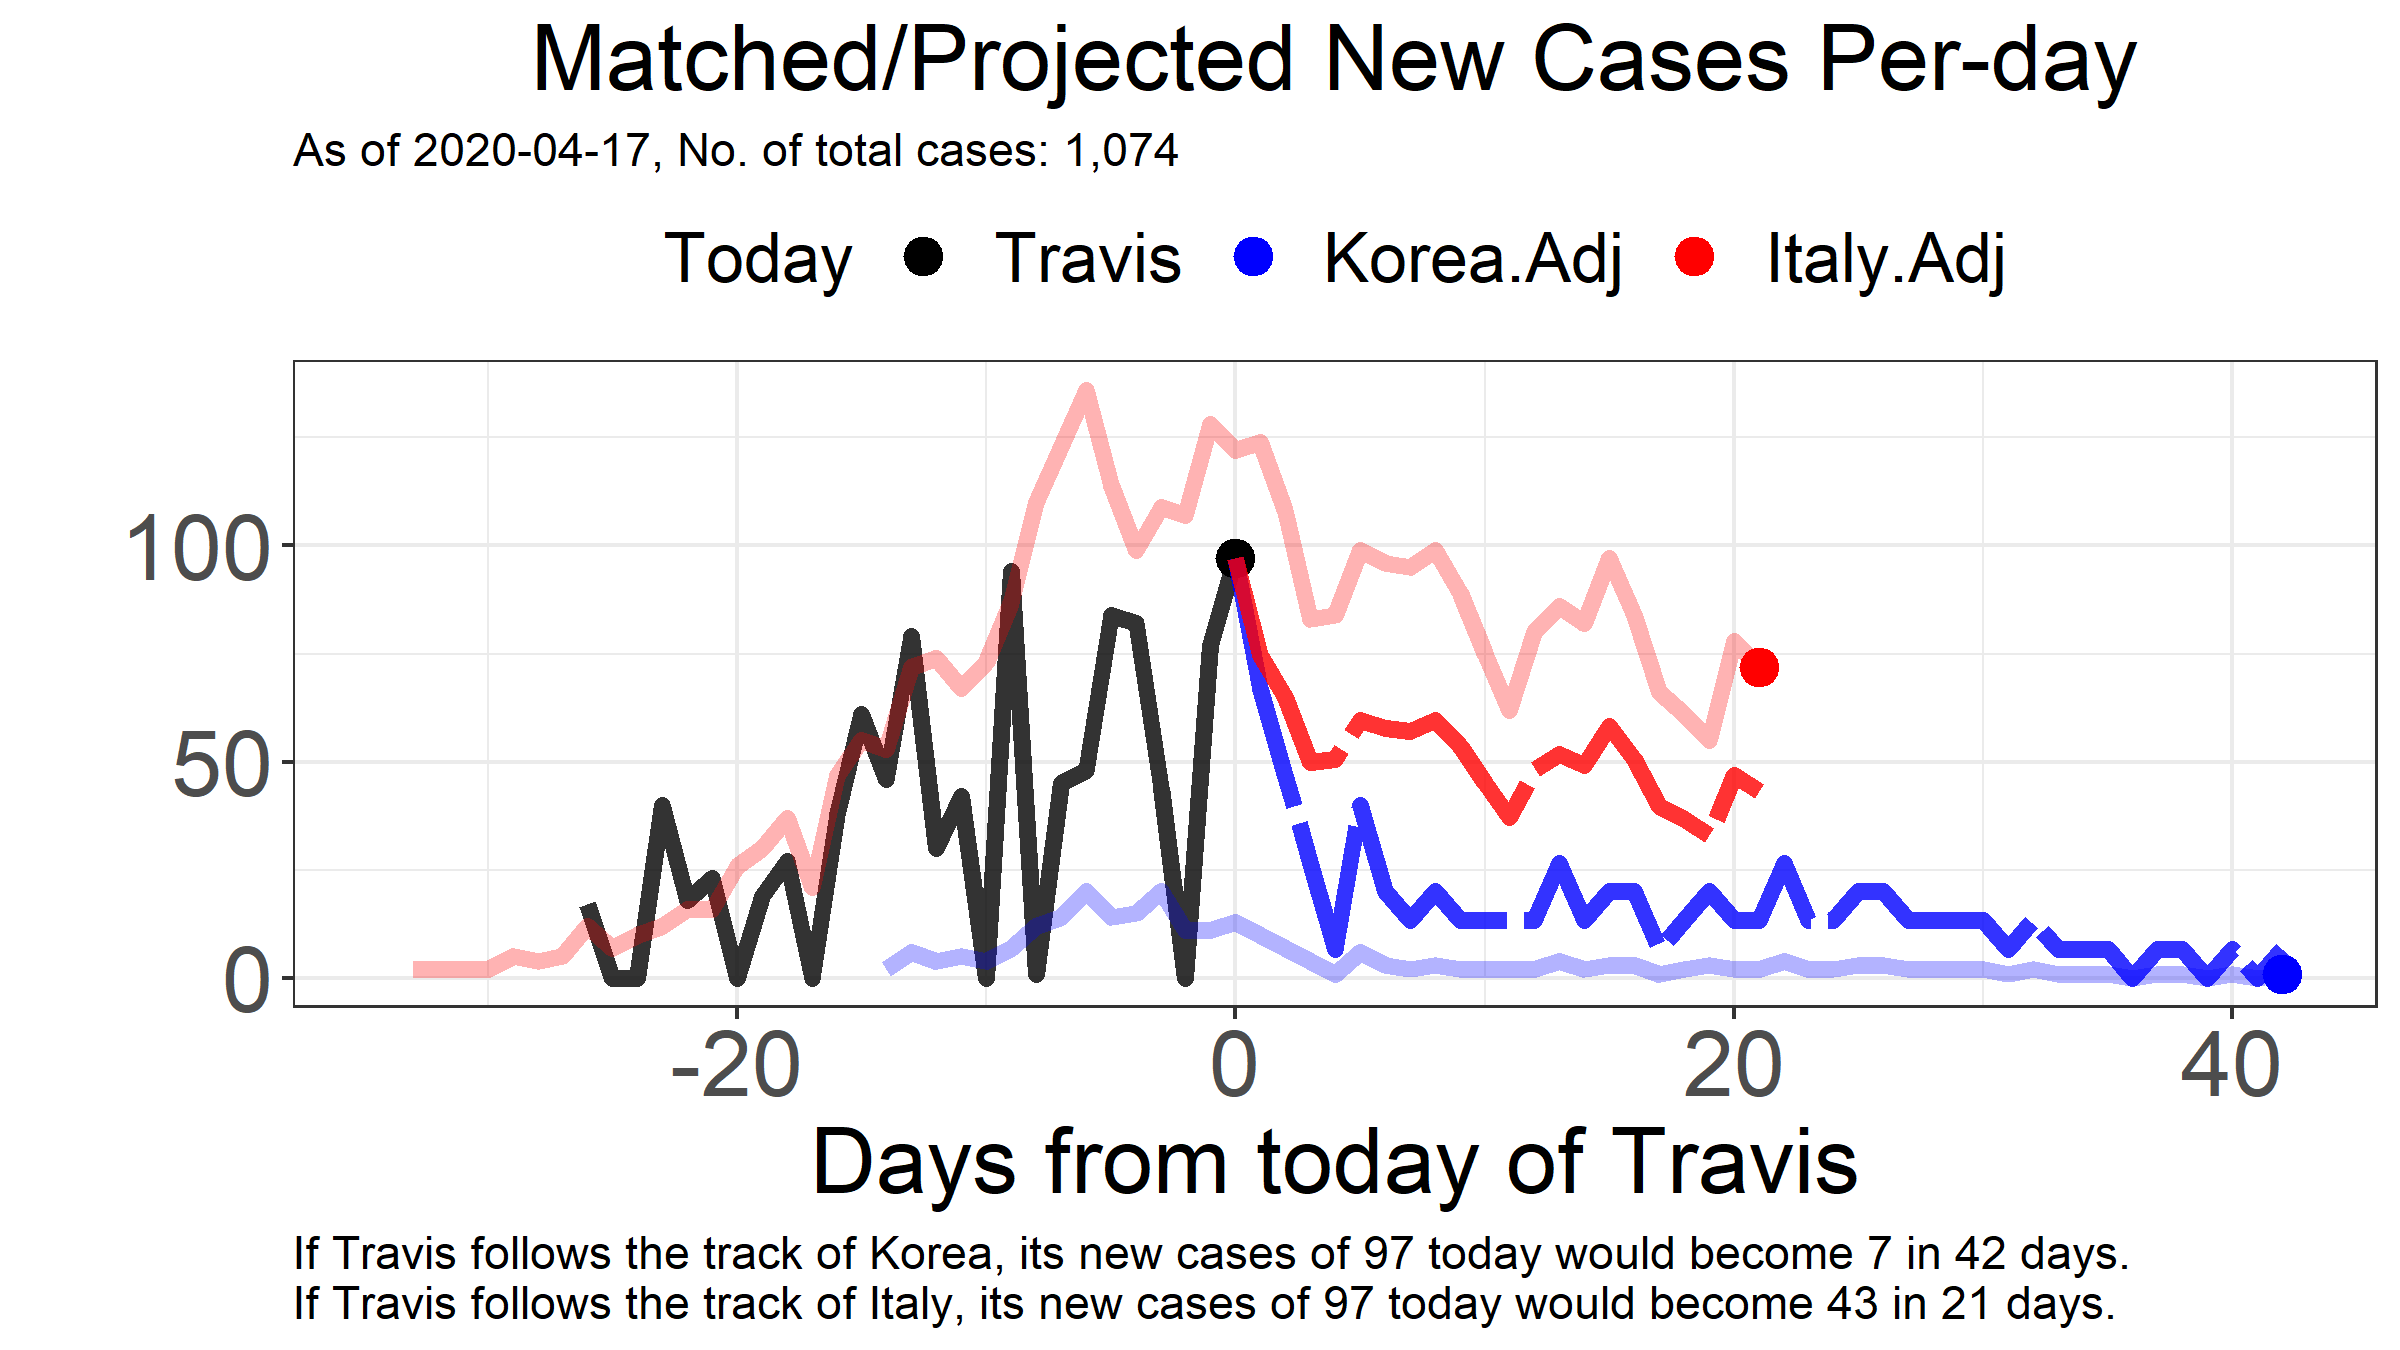 Matched/Projected New Cases Per-day
As of 2020-04-17, No. of total cases: 1,074
Today Travis Korea.Adj Italy.Adj
100
50
0
-20 0 20 40
Days from today of Travis
If Travis follows the track of Korea, its new cases of 97 today would become 7 in 42 days.
If Travis follows the track of Italy, its new cases of 97 today would become 43 in 21 days.